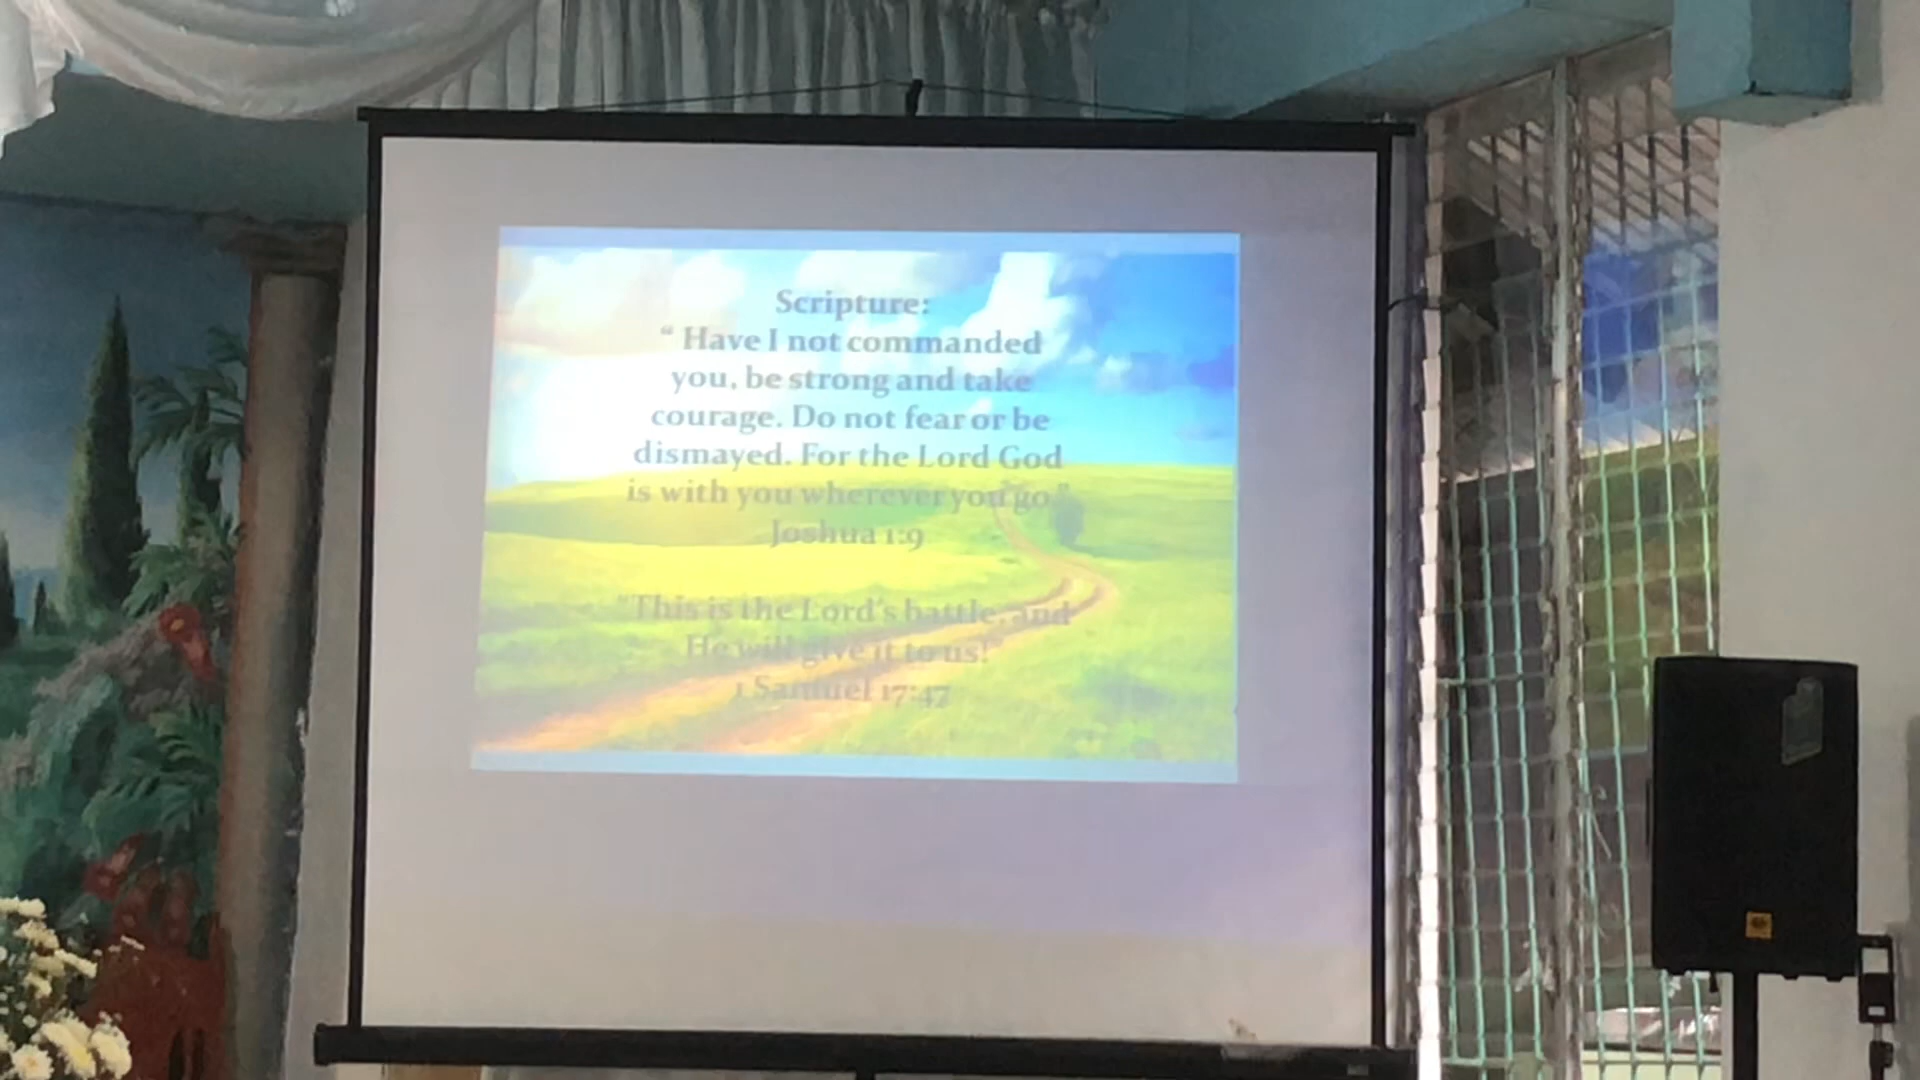 Scripture:
“ Have I not commanded
you, be strong and take
courage. Do not fear or be
dismayed. For the Lord God
is with you wherever you go.”
Joshua 1:9
“This is the Lord's battle, and
He will give it to us!”
1 Samuel 17:47